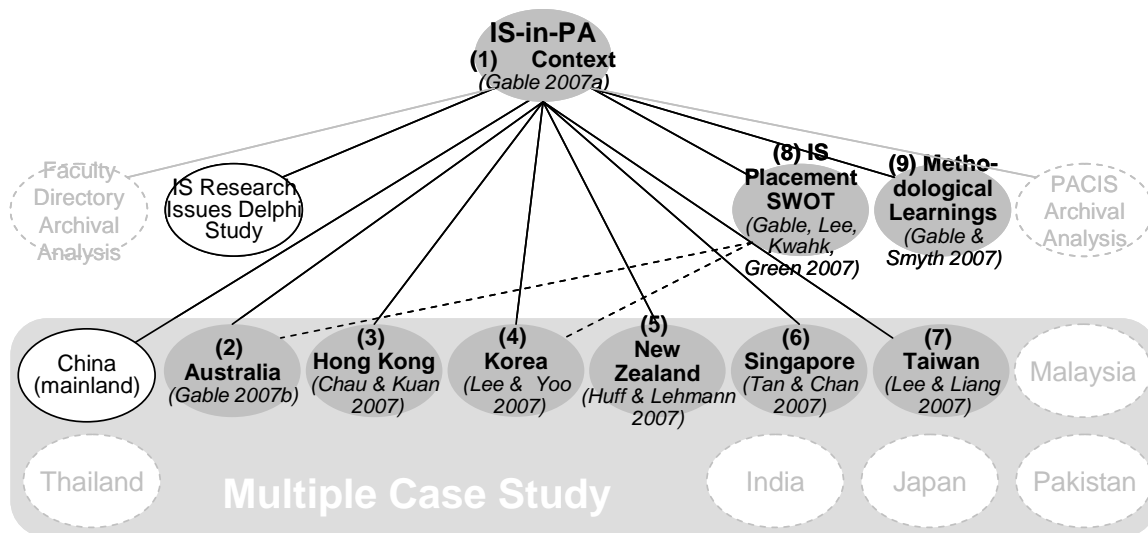 IS-in-PA
(1) Context
(Gable 2007a)
Faculty
Directory
Archival
Analysis
IS Research
Issues Delphi
Study
(8) IS
Placement
SWOT
(Gable, Lee,
Kwahk,
Green 2007)
(9) Metho-
dological
Learnings
(Gable &
Smyth 2007)
PACIS
Archival
Analysis
China
(mainland)
(2)
Australia
(Gable 2007b)
(3)
Hong Kong
(Chau & Kuan
2007)
(4)
Korea
(Lee & Yoo
2007)
(5)
New
Zealand
(Huff & Lehmann
2007)
(6)
Singapore
(Tan & Chan
2007)
(7)
Taiwan
(Lee & Liang
2007)
Malaysia
Thailand
Multiple Case Study
India
Japan
Pakistan